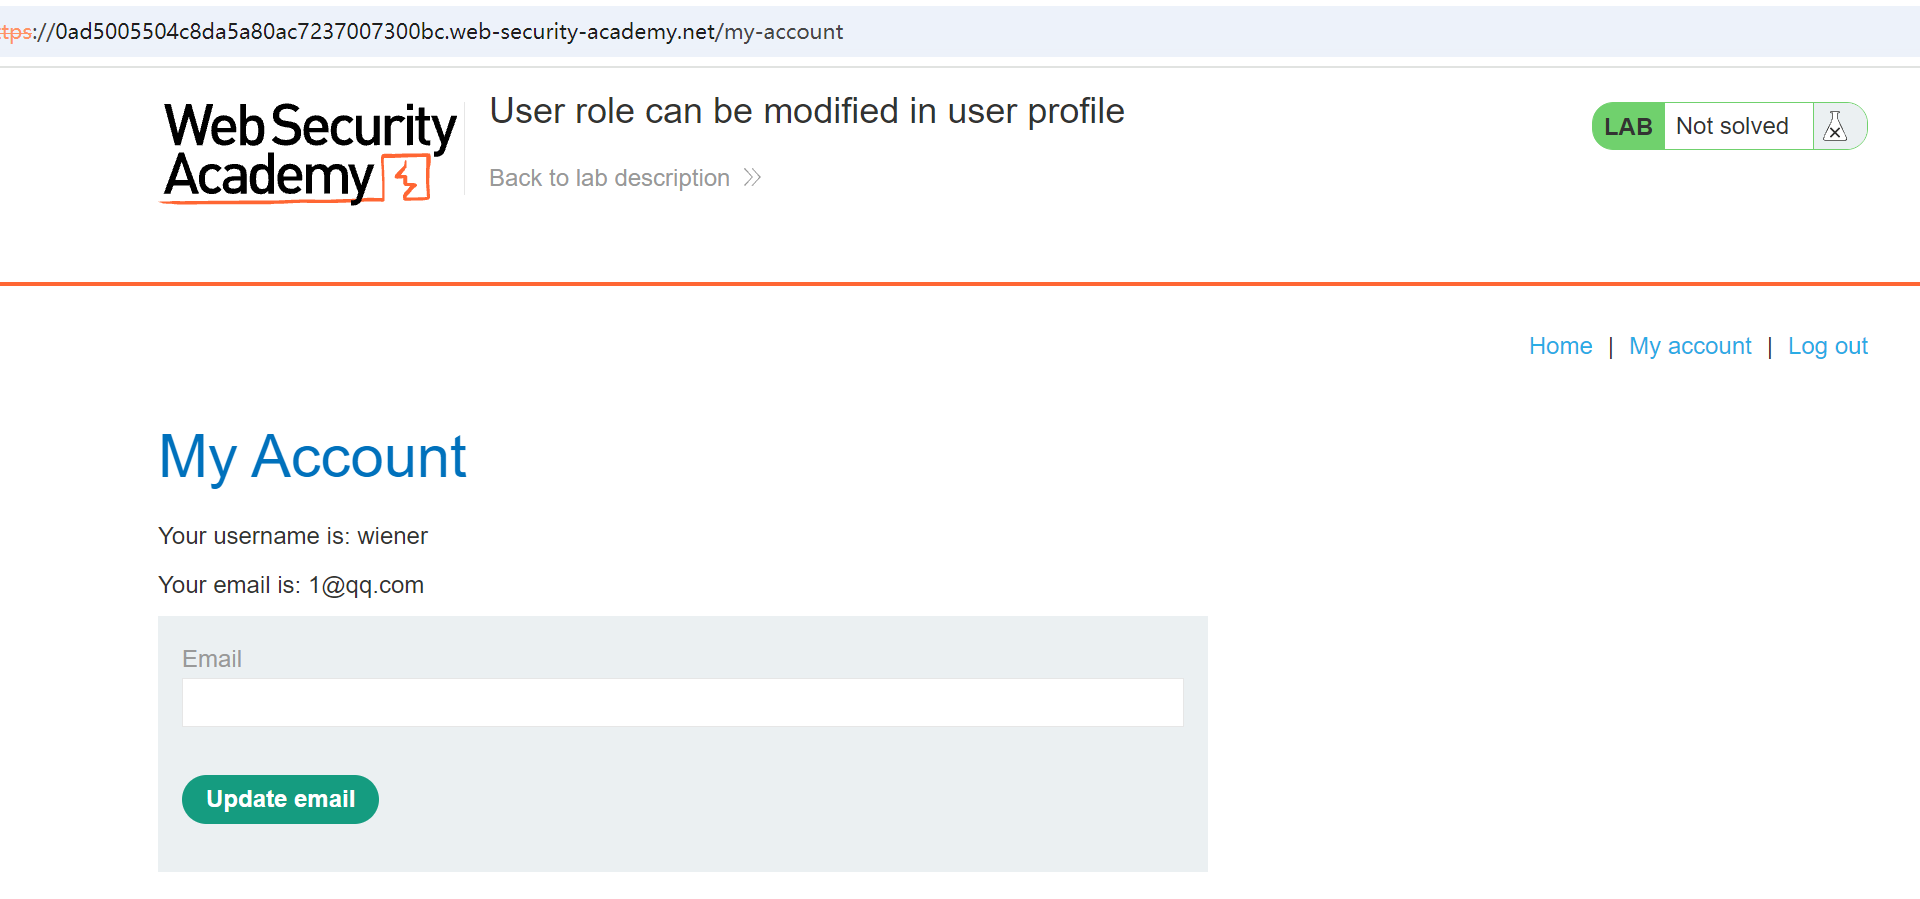 tps://0ad5005504c8da5a80ac7237007300bc.web-security-academy.net/my-account
Web Security
Academy
User role can be modified in user profile
Back to lab description
LAB Not solved
Home | My account | Log out
My Account
Your username is: wiener
Your email is: 1@qq.com
Email
Update email